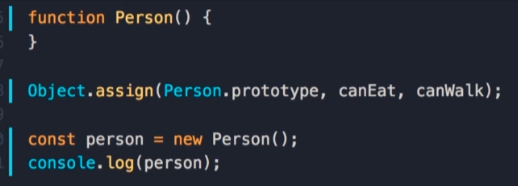 function Person() {
}
Object.assign(Person.prototype, canEat, canWalk);
const person = new Person();
console.log(person);